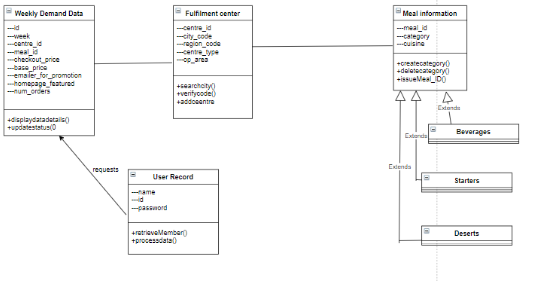 Weekly Demand Data
---id
---week
---centre_id
---meal_id
---checkout_price
---base_price
---emailer_for_promotion
---homepage_featured
---num_orders
+displaydatadetails()
+updatestatus(0
Fulfilment center
---centre_id
---city_code
---region_code
---centre_type
---op_area
+searchcity()
+verifycode()
+addcentre
Meal information
---meal_id
---category
---cuisine
+createcategory()
+deletecategory()
+issueMeal_ID()
Extends
Beverages
Extends
Starters
Extends
Deserts
requests
User Record
---name
---id
---password
+retrieveMember()
+processdata()